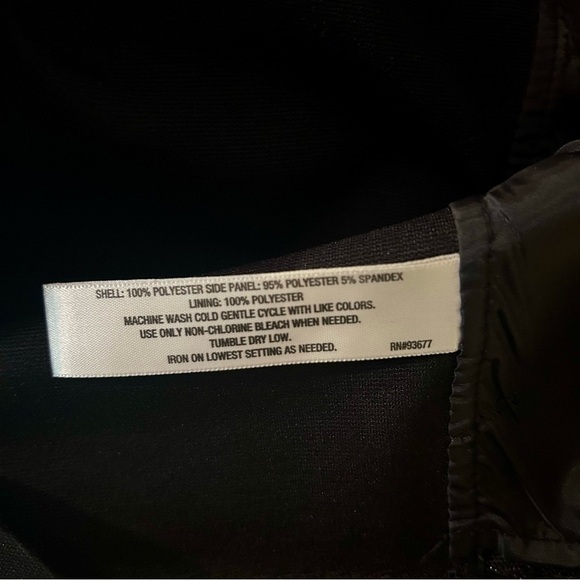 SHELL: 100% POLYESTER SIDE PANEL: 95% POLYESTER 5% SPANDEX
LINING: 100% POLYESTER
MACHINE WASH COLD GENTLE CYCLE WITH LIKE COLORS.
USE ONLY NON-CHLORINE BLEACH WHEN NEEDED.
TUMBLE DRY LOW.
IRON ON LOWEST SETTING AS NEEDED. RN#93677